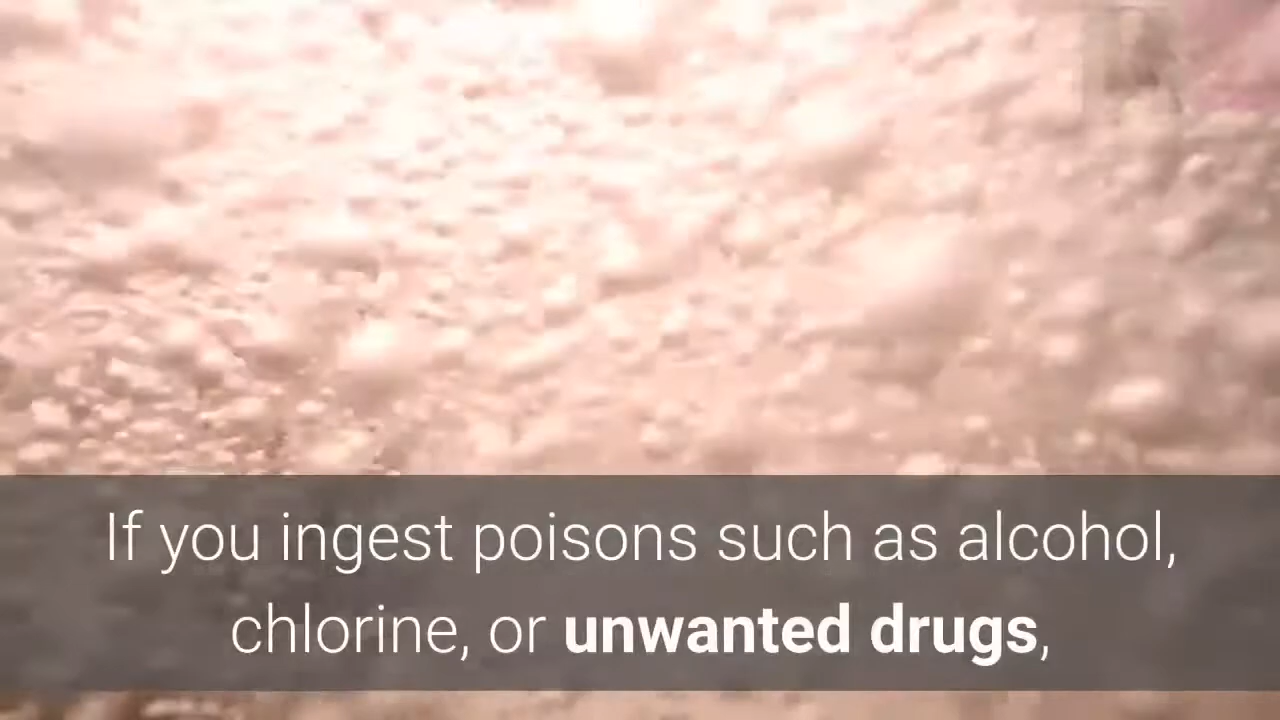 If you ingest poisons such as alcohol,
chlorine, or unwanted drugs,